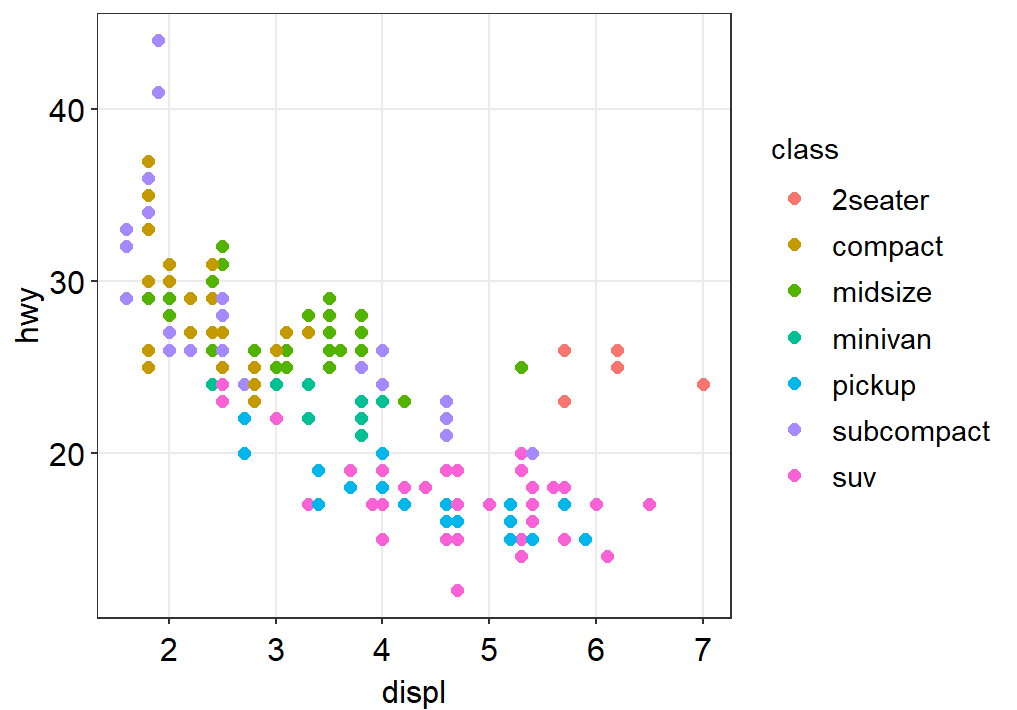 40
30
20
hwy
2
3
4
5
6
7
displ
class
2seater
compact
midsize
minivan
pickup
subcompact
suv